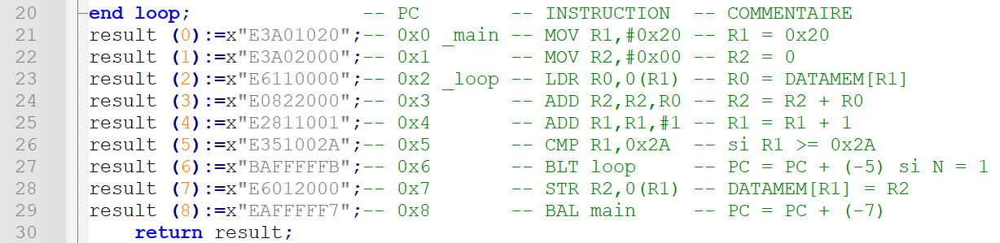 20 end loop; -- PC -- INSTRUCTION -- COMMENTAIRE
21 result (0):=x"E3A01020";-- 0x0 _main -- MOV R1,#0x20 -- R1 = 0x20
22 result (1):=x"E3A02000";-- 0x1 -- MOV R2,#0x00 -- R2 = 0
23 result (2):=x"E6110000";-- 0x2 _loop -- LDR R0,0(R1) -- R0 = DATAMEM[R1]
24 result (3):=x"E0822000";-- 0x3 -- ADD R2,R2,R0 -- R2 = R2 + R0
25 result (4):=x"E2811001";-- 0x4 -- ADD R1,R1,#1 -- R1 = R1 + 1
26 result (5):=x"E351002A";-- 0x5 -- CMP R1,0x2A -- si R1 >= 0x2A
27 result (6):=x"BAFFFFFB";-- 0x6 -- BLT loop -- PC = PC + (-5) si N = 1
28 result (7):=x"E6012000";-- 0x7 -- STR R2,0(R1) -- DATAMEM[R1] = R2
29 result (8):=x"EAFFFFF7";-- 0x8 -- BAL main -- PC = PC + (-7)
30 return result;